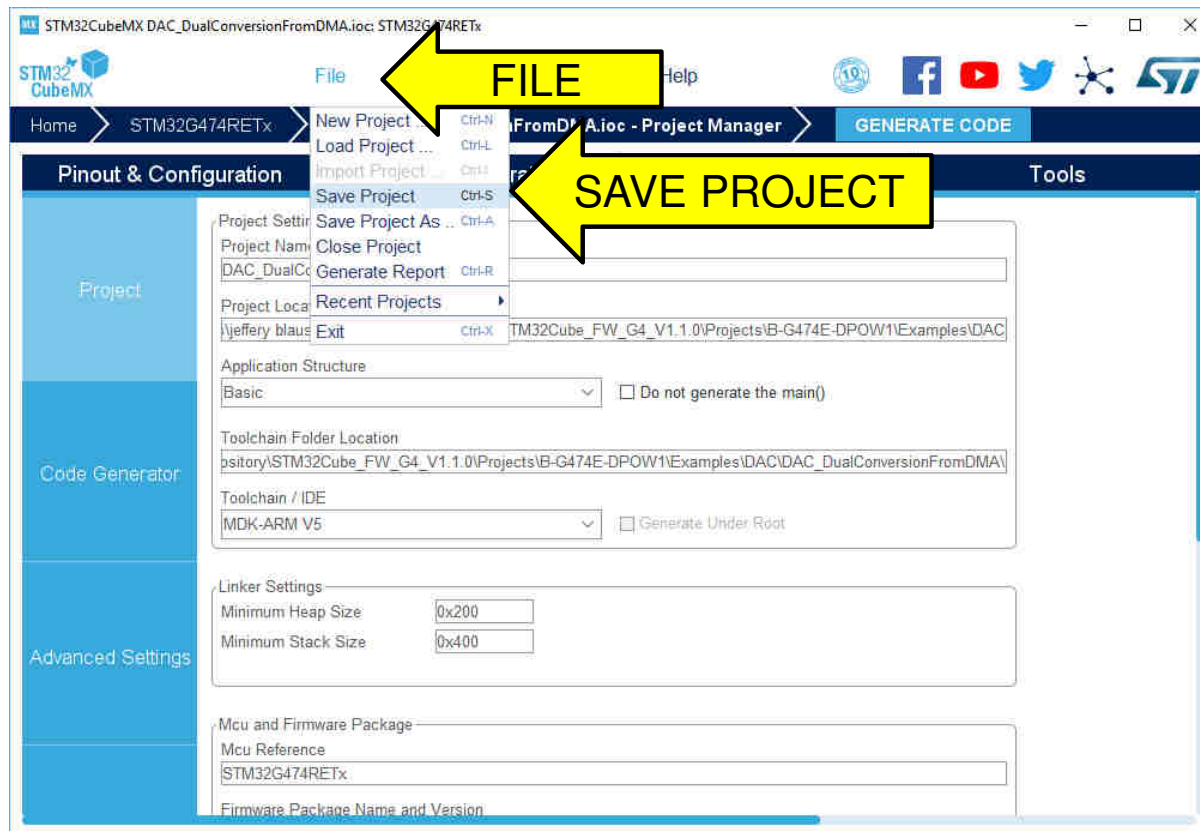 STM32CubeMX DAC_DualConversionFromDMA.ioc: STM32G474RETx
STM32
CubeMX
File
FILE
Help
10
Home
STM32G474RETx
FromDMA.ioc - Project Manager
GENERATE CODE
New Project ... Ctrl-N
Load Project ... Ctrl-L
Import Project ... Ctrl-I
Save Project Ctrl-S
Save Project As .. Ctrl-A
Close Project
Generate Report Ctrl-R
Recent Projects
Exit Ctrl-X
SAVE PROJECT
Pinout & Configuration
Tools
Project
Code Generator
Advanced Settings
Project Settin
Project Name
DAC_DualCo
Project Loca
\jeffery blaus
TM32Cube_FW_G4_V1.1.0\Projects\B-G474E-DPOW1\Examples\DAC
Application Structure
Basic
Do not generate the main()
Toolchain Folder Location
ository\STM32Cube_FW_G4_V1.1.0\Projects\B-G474E-DPOW1\Examples\DAC\DAC_DualConversionFromDMA\
Toolchain / IDE
MDK-ARM V5
Generate Under Root
Linker Settings
Minimum Heap Size 0x200
Minimum Stack Size 0x400
Mcu and Firmware Package
Mcu Reference
STM32G474RETx
Firmware Package Name and Version